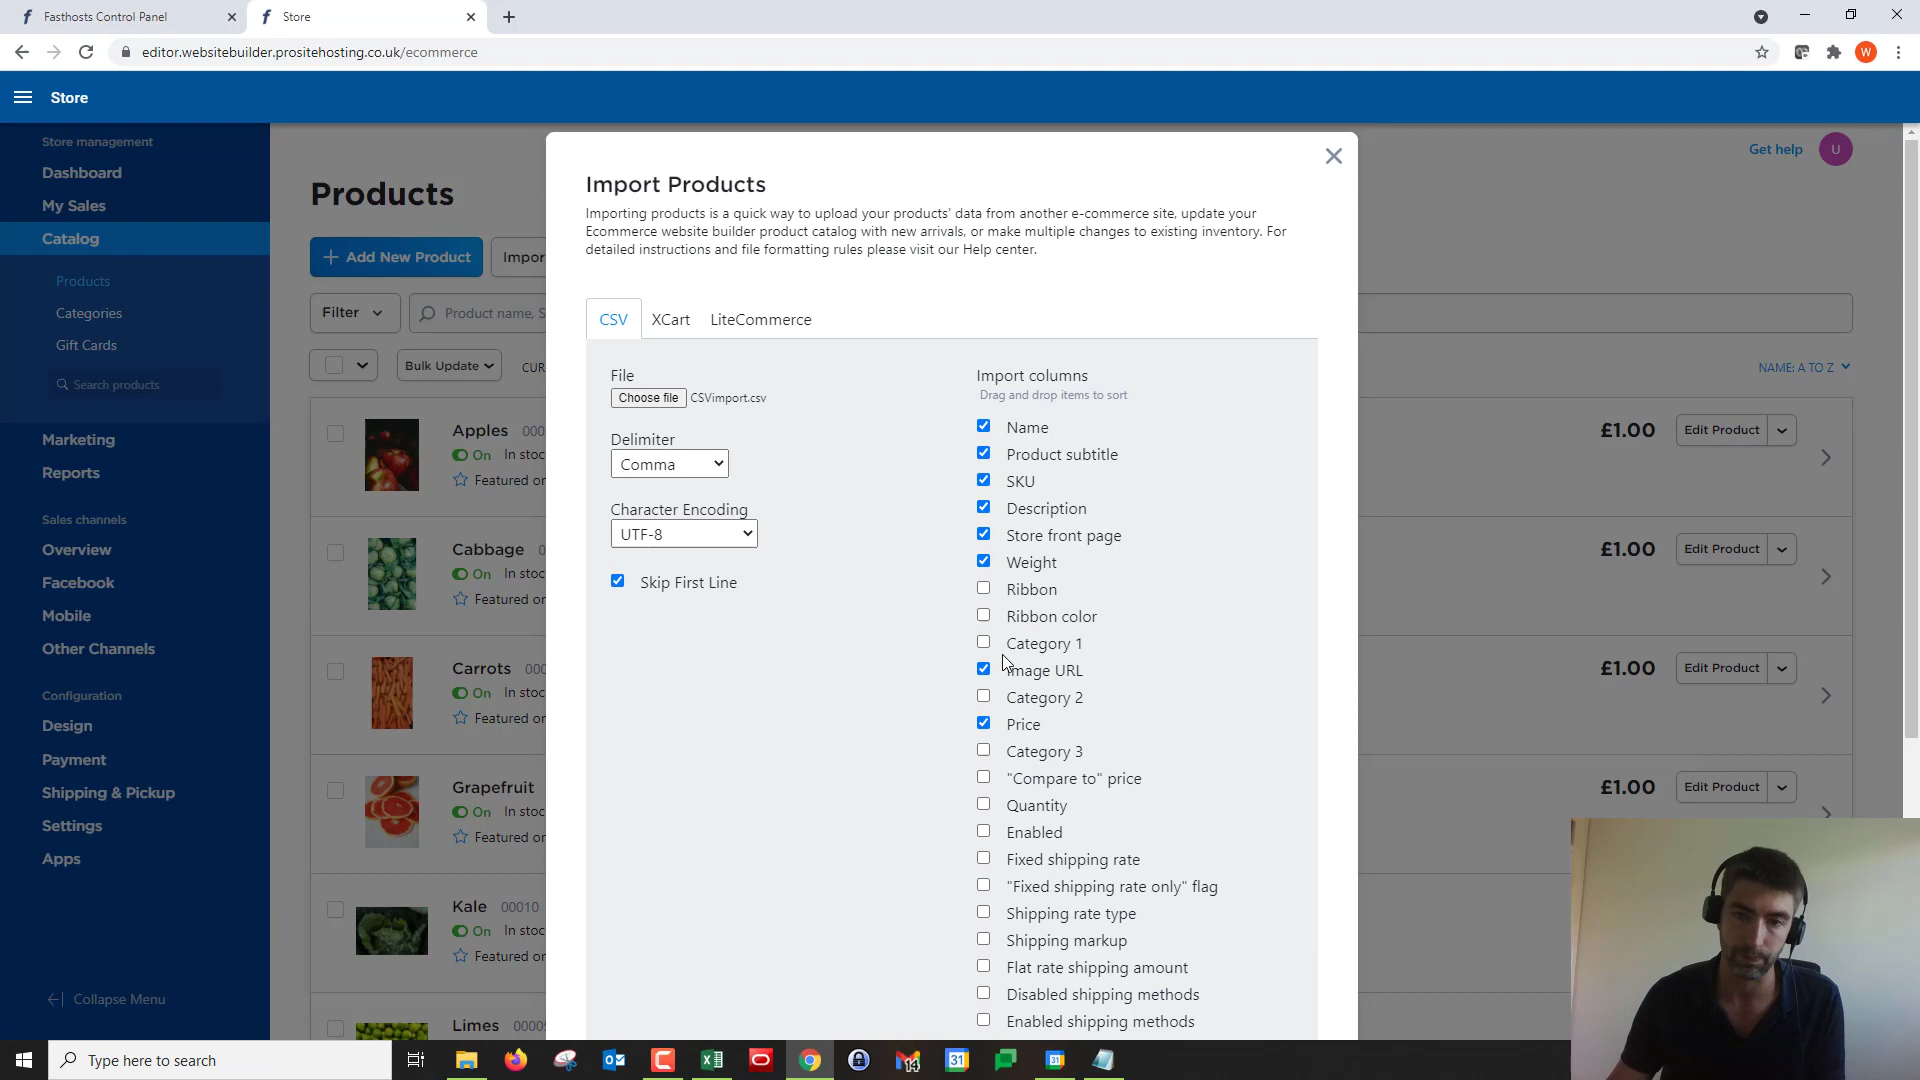 Fasthosts Control Panel
Store
editor.websitebuilder.prositehosting.co.uk/ecommerce
W
Store
Store management
Dashboard
My Sales
Catalog
Products
Categories
Gift Cards
Search products
Marketing
Reports
Sales channels
Overview
Facebook
Mobile
Other Channels
Configuration
Design
Payment
Shipping & Pickup
Settings
Apps
Collapse Menu
Get help
U
Products
Add New Product
Impor
Filter
Product name, S
Bulk Update
CUR
NAME: A TO Z
Apples 000
On In stoc
Featured or
£1.00
Edit Product
Cabbage 0
On In stoc
Featured or
£1.00
Edit Product
Carrots 000
On In stoc
Featured or
£1.00
Edit Product
Grapefruit
On In stoc
Featured or
£1.00
Edit Product
Kale 00010
On In stoc
Featured or
Limes 0000
Import Products
Importing products is a quick way to upload your products' data from another e-commerce site, update your
Ecommerce website builder product catalog with new arrivals, or make multiple changes to existing inventory. For
detailed instructions and file formatting rules please visit our Help center.
CSV XCart LiteCommerce
File
Choose file CSVimport.csv
Delimiter
Comma
Character Encoding
UTF-8
Skip First Line
Import columns
Drag and drop items to sort
Name
Product subtitle
SKU
Description
Store front page
Weight
Ribbon
Ribbon color
Category 1
Image URL
Category 2
Price
Category 3
"Compare to" price
Quantity
Enabled
Fixed shipping rate
"Fixed shipping rate only" flag
Shipping rate type
Shipping markup
Flat rate shipping amount
Disabled shipping methods
Enabled shipping methods
Type here to search
14
31
31